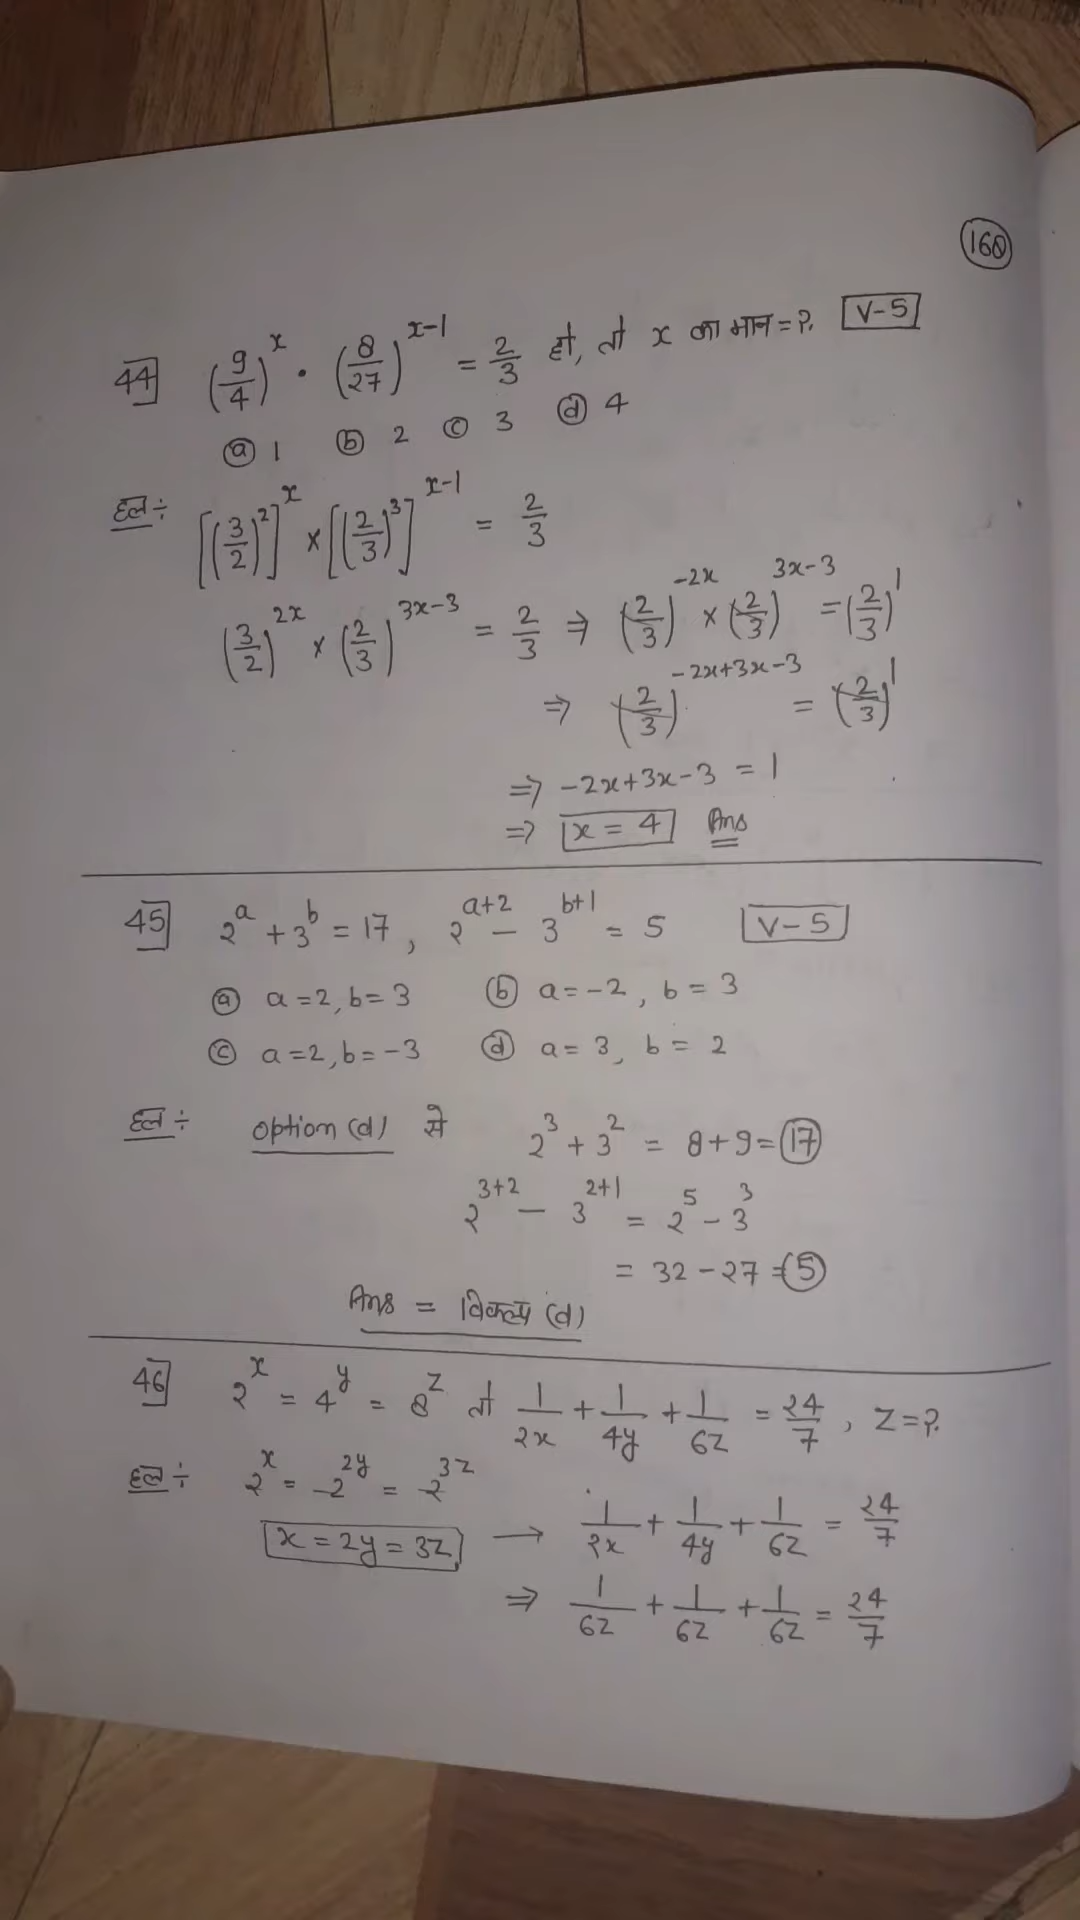 160
44] (9/4)^x · (8/27)^(x-1) = 2/3 हो, तो x का मान = ?. V-5
(a) 1 (b) 2 (c) 3 (d) 4
हल ÷ [(3/2)^2]^x × [(2/3)^3]^(x-1) = 2/3
(3/2)^(2x) × (2/3)^(3x-3) = 2/3 ⇒ (2/3)^(-2x) × (2/3)^(3x-3) = (2/3)^1
⇒ (2/3)^(-2x+3x-3) = (2/3)^1
⇒ -2x+3x-3 = 1
⇒ x = 4 Ans
45] 2^a + 3^b = 17, 2^(a+2) - 3^(b+1) = 5 V-5
(a) a=2, b=3 (b) a=-2, b=3
(c) a=2, b=-3 (d) a=3, b=2
हल ÷ option (d) से 2^3 + 3^2 = 8+9 = 17
2^(3+2) - 3^(2+1) = 2^5 - 3^3
= 32 - 27 = 5
Ans = विकल्प (d)
46] 2^x = 4^y = 8^z तो 1/2x + 1/4y + 1/6z = 24/7, z = ?.
हल ÷ 2^x = 2^(2y) = 2^(3z)
x = 2y = 3z → 1/2x + 1/4y + 1/6z = 24/7
⇒ 1/6z + 1/6z + 1/6z = 24/7